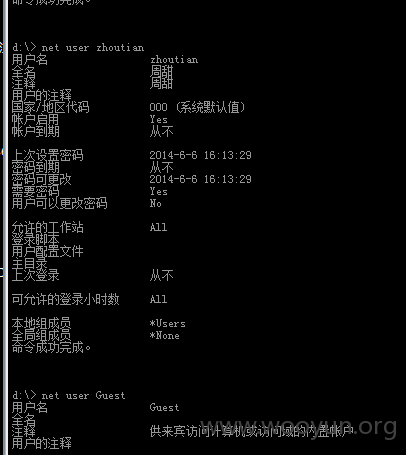 命令成功完成。
d:\> net user zhoutian
用户名 zhoutian
全名 周甜
注释 周甜
用户的注释
国家/地区代码 000 (系统默认值)
帐户启用 Yes
帐户到期 从不
上次设置密码 2014-6-6 16:13:29
密码到期 从不
密码可更改 2014-6-6 16:13:29
需要密码 Yes
用户可以更改密码 No
允许的工作站 All
登录脚本
用户配置文件
主目录
上次登录 从不
可允许的登录小时数 All
本地组成员 *Users
全局组成员 *None
命令成功完成。
d:\> net user Guest
用户名 Guest
全名
注释 供来宾访问计算机或访问域的内置帐户
用户的注释
www.wooyun.org